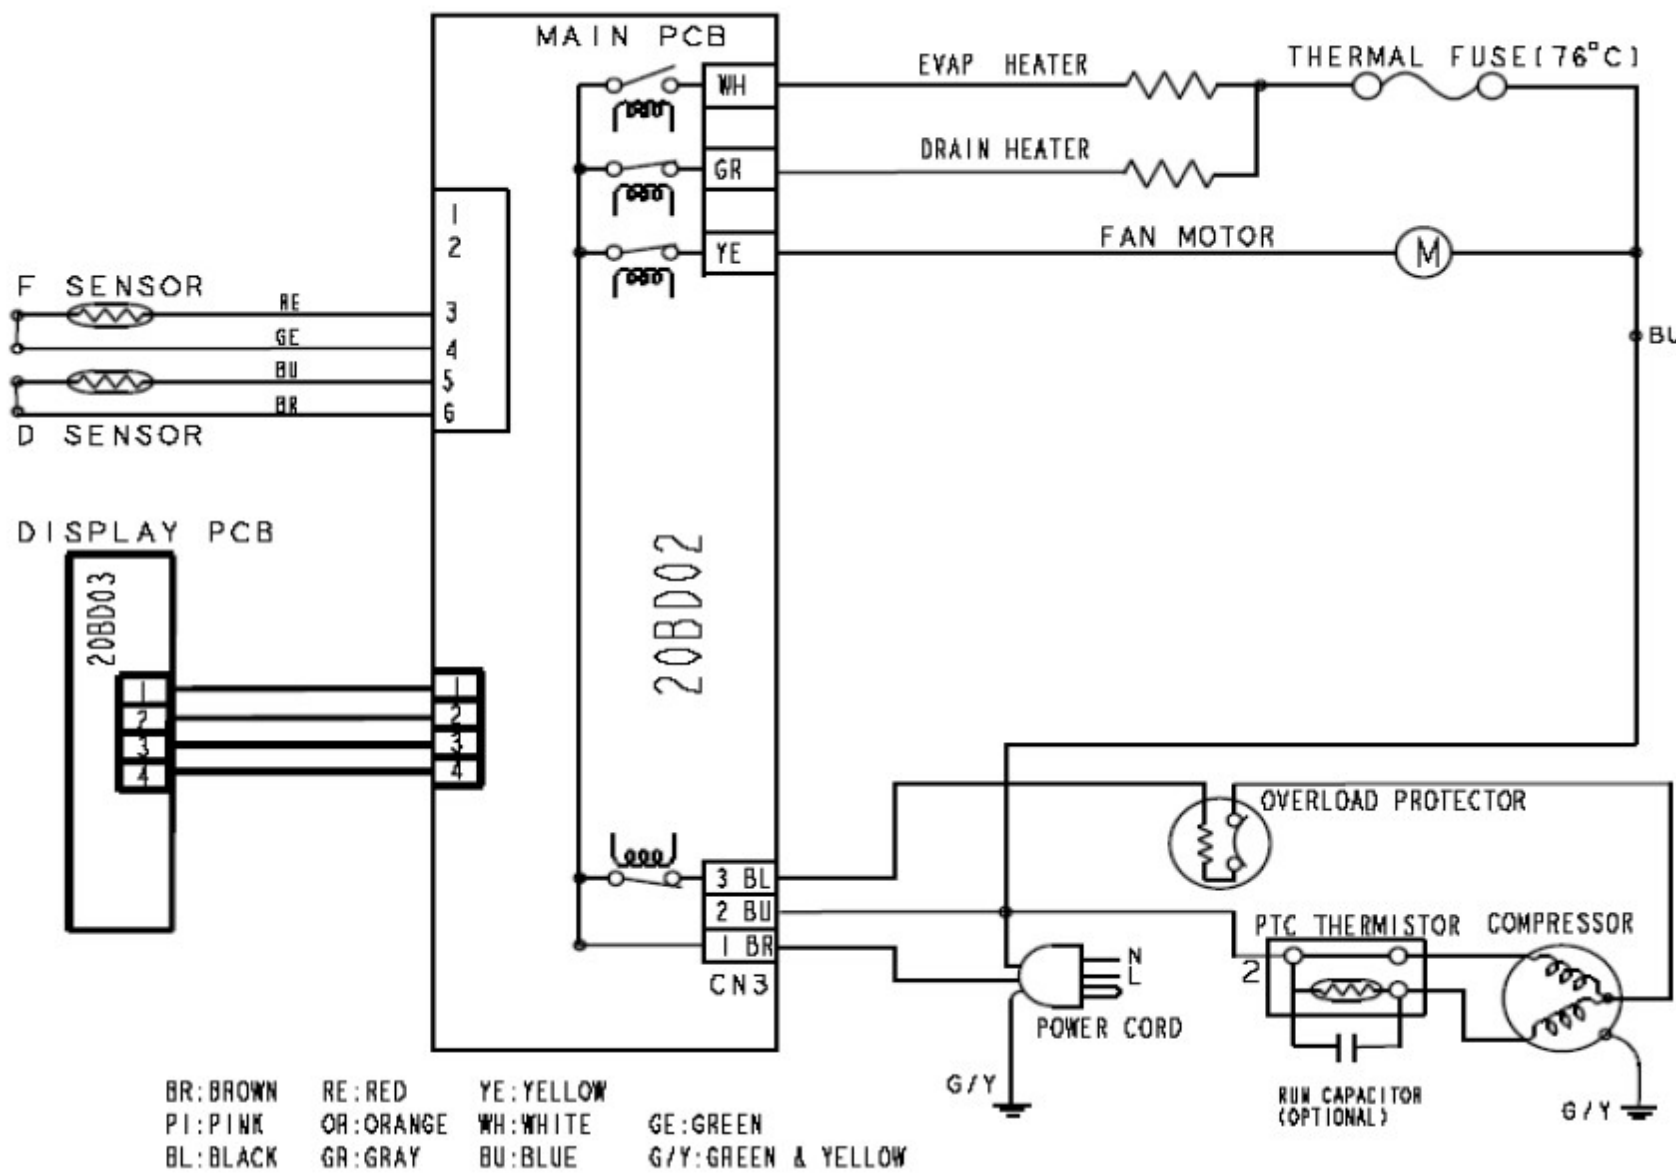 MAIN PCB
EVAP HEATER
THERMAL FUSE(76°C)
WH
DRAIN HEATER
GR
FAN MOTOR
M
YE
1
2
F SENSOR
RE
3
GE
4
BU
5
BR
6
D SENSOR
BU
DISPLAY PCB
20BD03
20BD02
1
2
3
4
1
2
3
4
OVERLOAD PROTECTOR
3 BL
2 BU
1 BR
CN3
PTC THERMISTOR
COMPRESSOR
2
N
L
POWER CORD
G/Y
RUN CAPACITOR
(OPTIONAL)
G/Y
BR:BROWN RE:RED YE:YELLOW
PI:PINK OR:ORANGE WH:WHITE GE:GREEN
BL:BLACK GR:GRAY BU:BLUE G/Y:GREEN & YELLOW